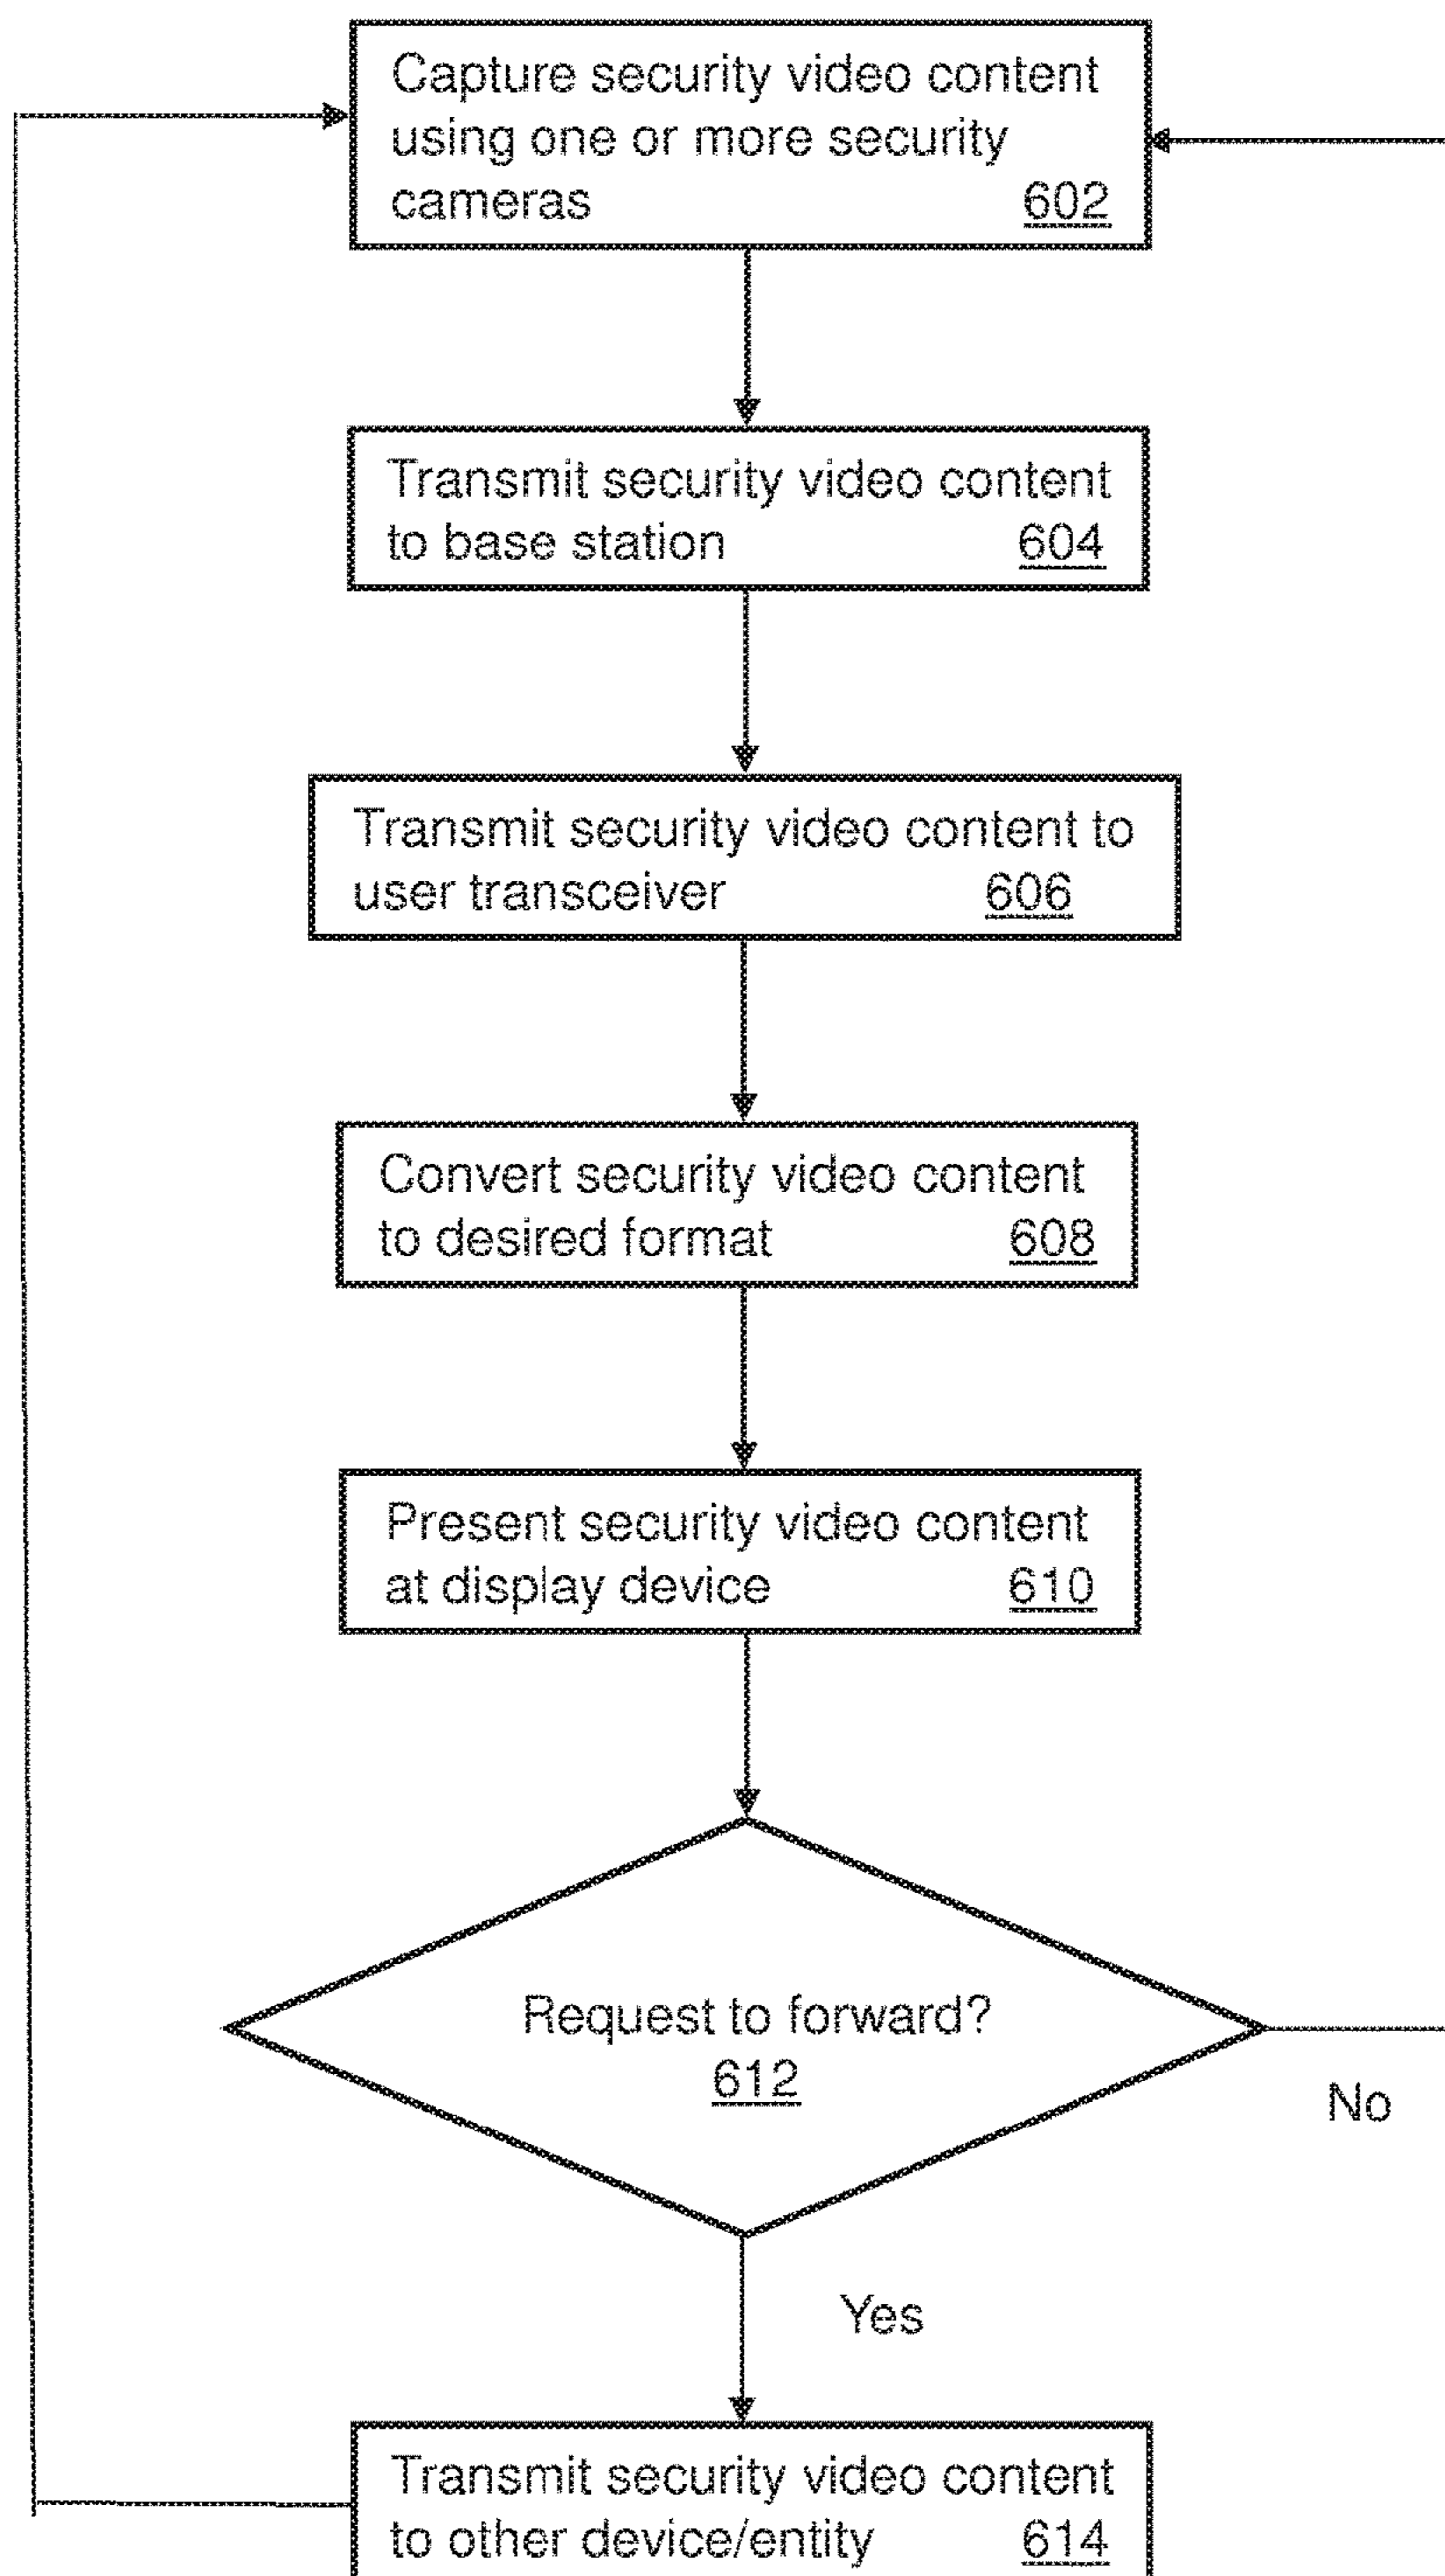 Capture security video content
using one or more security
cameras 602
Transmit security video content
to base station 604
Transmit security video content to
user transceiver 606
Convert security video content
to desired format 608
Present security video content
at display device 610
Request to forward?
612
No
Yes
Transmit security video content
to other device/entity 614